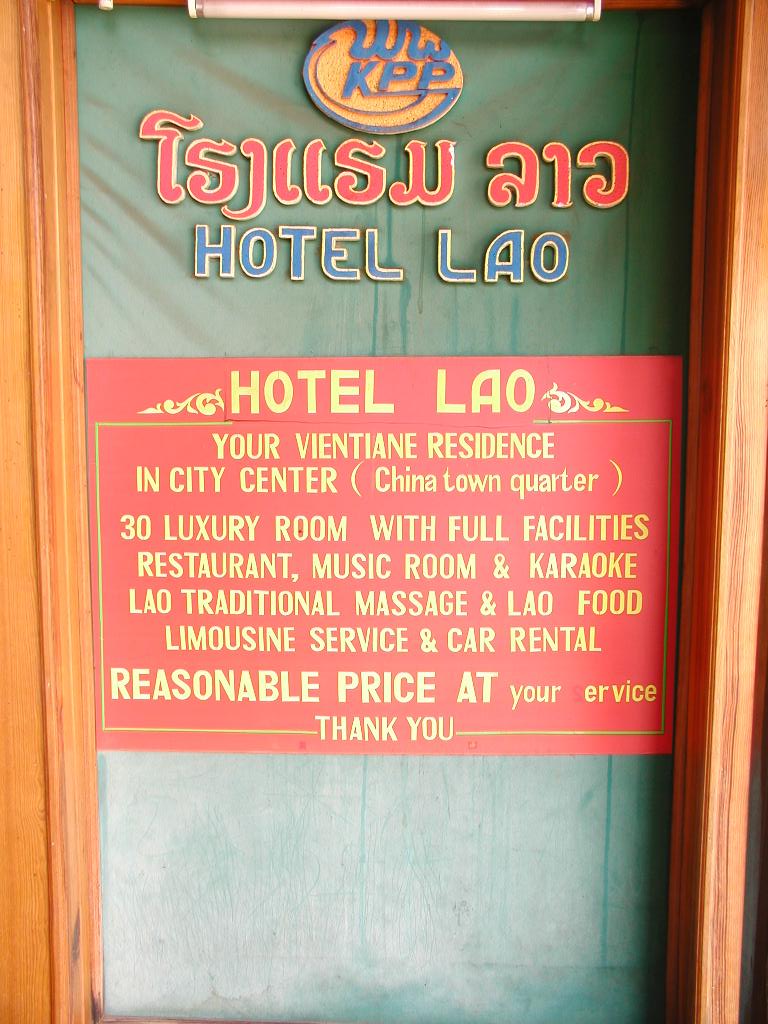 ພພ
KPP
ໂຮງແຮມ ລາວ
HOTEL LAO
HOTEL LAO
YOUR VIENTIANE RESIDENCE
IN CITY CENTER ( China town quarter )
30 LUXURY ROOM WITH FULL FACILITIES
RESTAURANT, MUSIC ROOM & KARAOKE
LAO TRADITIONAL MASSAGE & LAO FOOD
LIMOUSINE SERVICE & CAR RENTAL
REASONABLE PRICE AT your ervice
THANK YOU